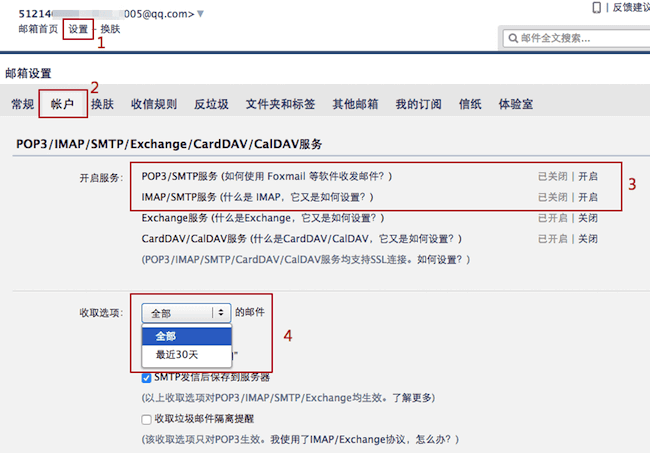 51214 005@qq.com>▼
| 反馈建议
邮箱首页 设置 - 换肤
1
邮件全文搜索...
邮箱设置
2
常规 帐户 换肤 收信规则 反垃圾 文件夹和标签 其他邮箱 我的订阅 信纸 体验室
POP3/IMAP/SMTP/Exchange/CardDAV/CalDAV服务
开启服务： POP3/SMTP服务 (如何使用 Foxmail 等软件收发邮件？) 已关闭 | 开启
IMAP/SMTP服务 (什么是 IMAP，它又是如何设置？) 已关闭 | 开启
3
Exchange服务 (什么是Exchange，它又是如何设置？) 已开启 | 关闭
CardDAV/CalDAV服务 (什么是CardDAV/CalDAV，它又是如何设置？) 已开启 | 关闭
(POP3/IMAP/SMTP/CardDAV/CalDAV服务均支持SSL连接。如何设置？)
收取选项： 全部 的邮件
全部
4
最近30天
SMTP发信后保存到服务器
(以上收取选项对POP3/IMAP/SMTP/Exchange均生效。了解更多)
收取垃圾邮件隔离提醒
(该收取选项只对POP3生效。我使用了IMAP/Exchange协议，怎么办？)